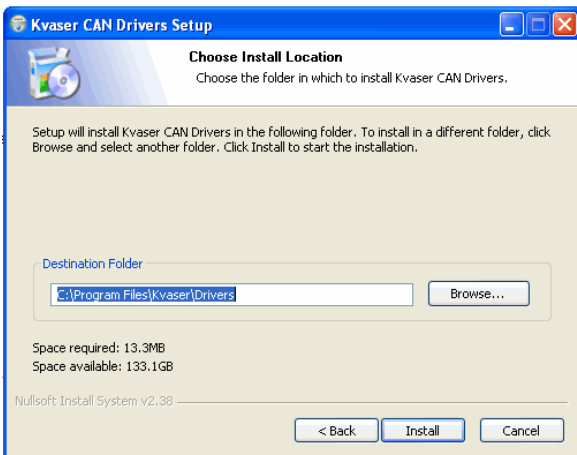 Kvaser CAN Drivers Setup
Choose Install Location
Choose the folder in which to install Kvaser CAN Drivers.
Setup will install Kvaser CAN Drivers in the following folder. To install in a different folder, click
Browse and select another folder. Click Install to start the installation.
Destination Folder
C:\Program Files\Kvaser\Drivers
Browse...
Space required: 13.3MB
Space available: 133.1GB
Nullsoft Install System v2.38
< Back
Install
Cancel